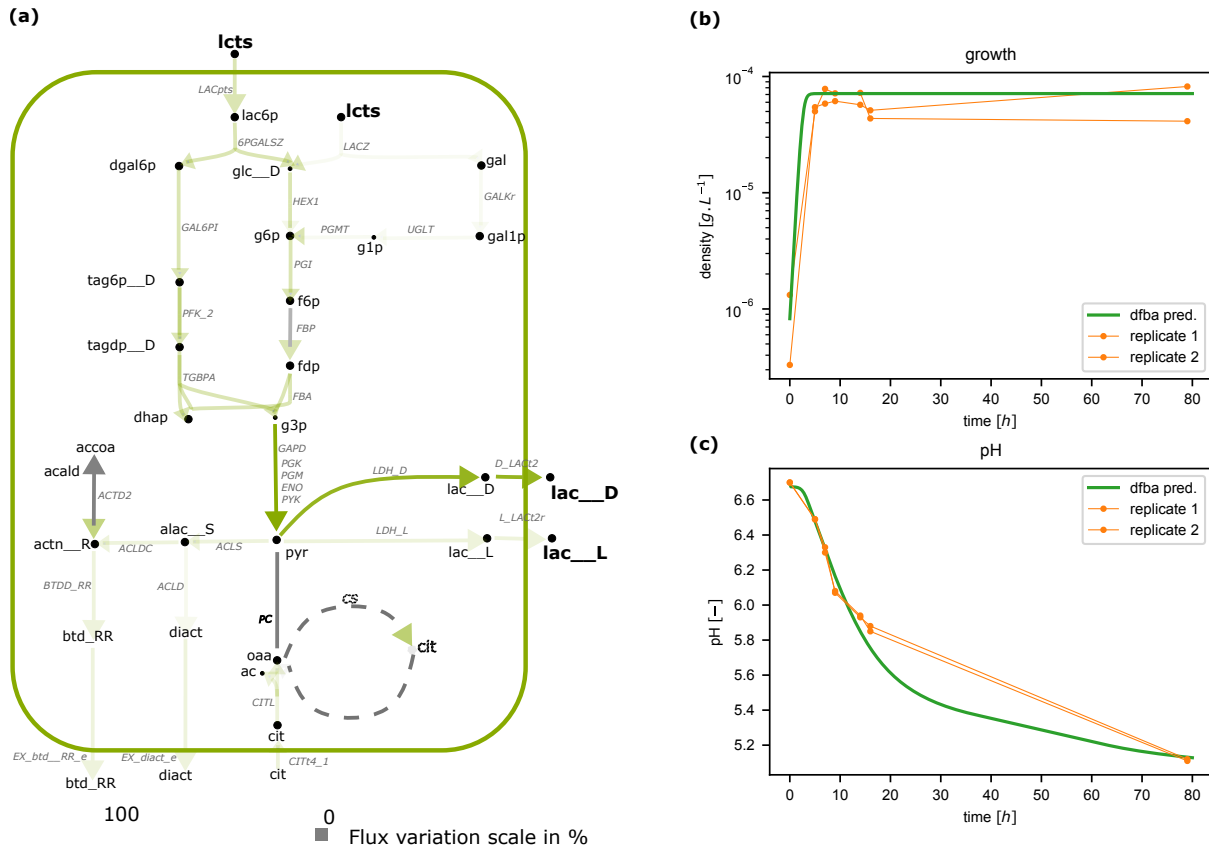 (a)
lcts
LACpts
lac6p
lcts
6PGALSZ
LACZ
dgal6p
glc__D
gal
HEX1
GALKr
GAL6PI
g6p
PGMT
g1p
UGLT
gal1p
PGI
tag6p__D
f6p
PFK_2
FBP
tagdp__D
fdp
TGBPA
FBA
dhap
g3p
accoa
acald
GAPD
PGK
PGM
ENO
PYK
ACTD2
LDH_D
D_LACt2
lac__D
lac__D
alac__S
L_LACt2r
actn__R
ACLDC
ACLS
pyr
LDH_L
lac__L
lac__L
BTDD_RR
ACLD
CS
PC
btd_RR
diact
oaa
cit
ac
CITL
cit
EX_btd__RR_e
EX_diact_e
CITt4_1
btd_RR
diact
cit
100
0
Flux variation scale in %
(b)
growth
10⁻⁴
10⁻⁵
10⁻⁶
density [g.L⁻¹]
dfba pred.
replicate 1
replicate 2
0 10 20 30 40 50 60 70 80
time [h]
(c)
pH
6.6
6.4
6.2
6.0
5.8
5.6
5.4
5.2
pH [−]
dfba pred.
replicate 1
replicate 2
0 10 20 30 40 50 60 70 80
time [h]